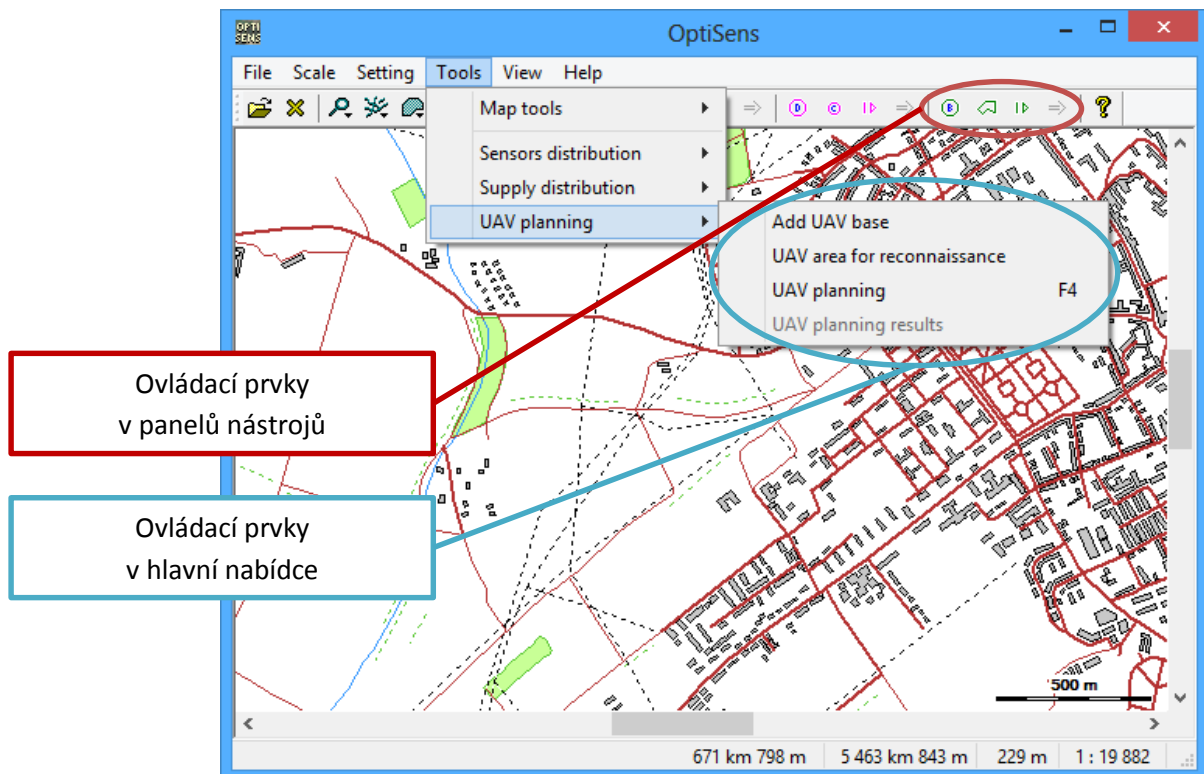 OPTI
SENS
OptiSens
File Scale Setting Tools View Help
Map tools
B
D C
B
?
Sensors distribution
Supply distribution
UAV planning
Add UAV base
UAV area for reconnaissance
UAV planning F4
UAV planning results
Ovládací prvky
v panelů nástrojů
Ovládací prvky
v hlavní nabídce
500 m
671 km 798 m 5 463 km 843 m 229 m 1 : 19 882